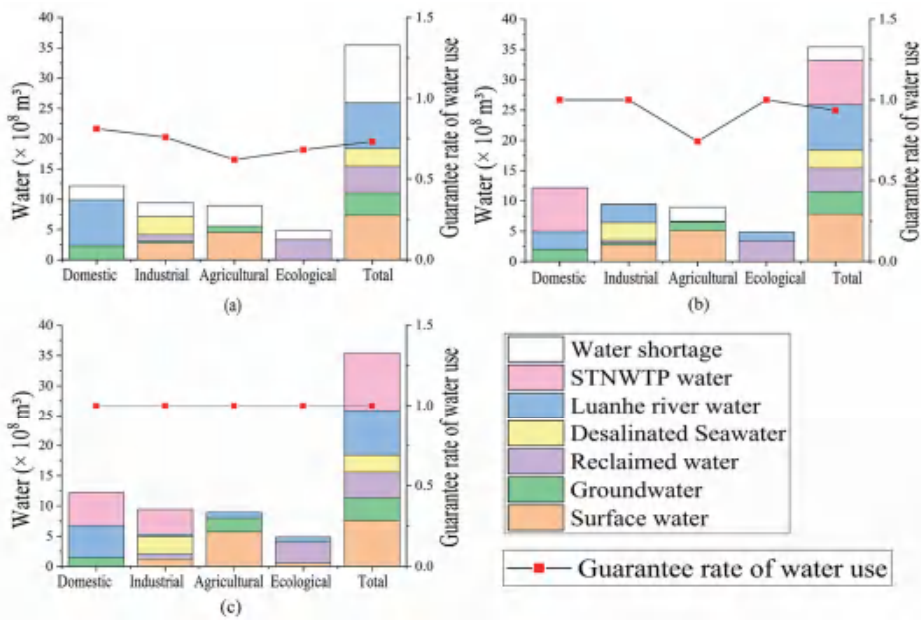 40
35
30
25
20
15
10
5
0
Water (× 10⁸ m³)
1.5
1.0
0.5
0.0
Guarantee rate of water use
Domestic Industrial Agricultural Ecological Total
(a)
40
35
30
25
20
15
10
5
0
Water (× 10⁸ m³)
1.5
1.0
0.5
0.0
Guarantee rate of water use
Domestic Industrial Agricultural Ecological Total
(b)
40
35
30
25
20
15
10
5
0
Water (× 10⁸ m³)
1.5
1.0
0.5
0.0
Guarantee rate of water use
Domestic Industrial Agricultural Ecological Total
(c)
Water shortage
STNWTP water
Luanhe river water
Desalinated Seawater
Reclaimed water
Groundwater
Surface water
Guarantee rate of water use